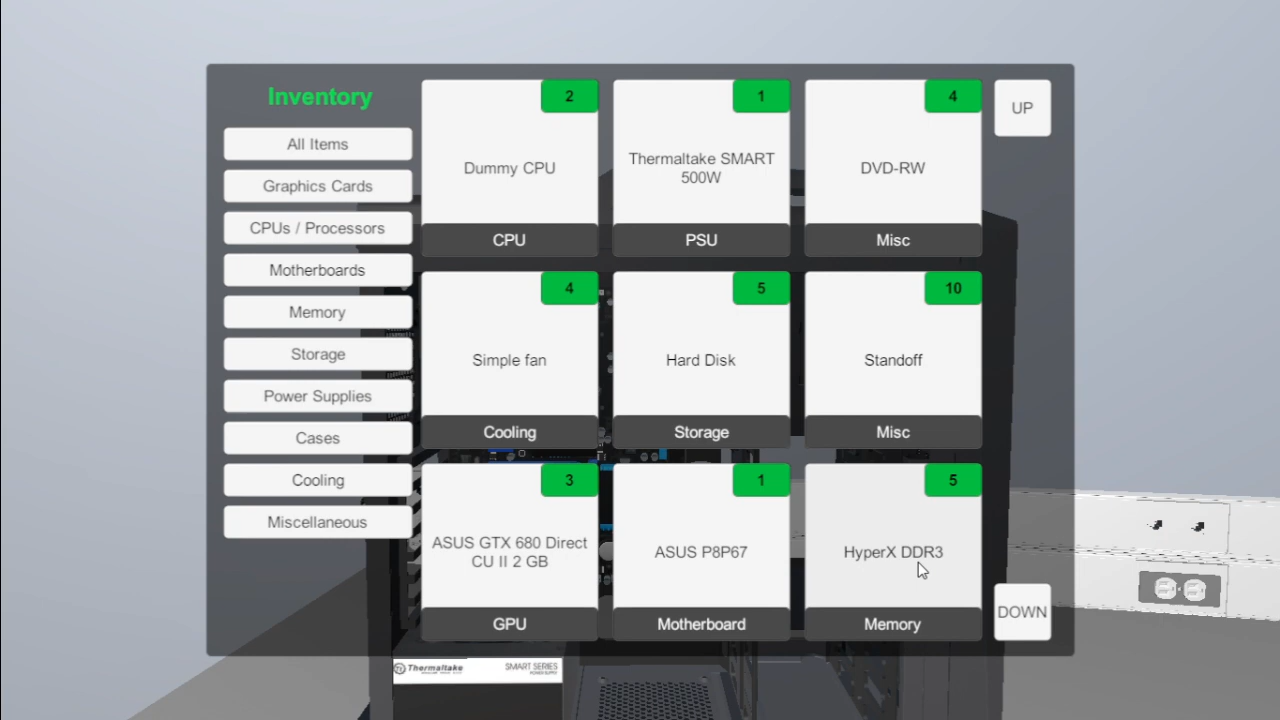 Inventory
All Items
Graphics Cards
CPUs / Processors
Motherboards
Memory
Storage
Power Supplies
Cases
Cooling
Miscellaneous
2
Dummy CPU
CPU
1
Thermaltake SMART
500W
PSU
4
DVD-RW
Misc
4
Simple fan
Cooling
5
Hard Disk
Storage
10
Standoff
Misc
3
ASUS GTX 680 Direct
CU II 2 GB
GPU
1
ASUS P8P67
Motherboard
5
HyperX DDR3
Memory
UP
DOWN
Thermaltake
SMART SERIES
POWER SUPPLY